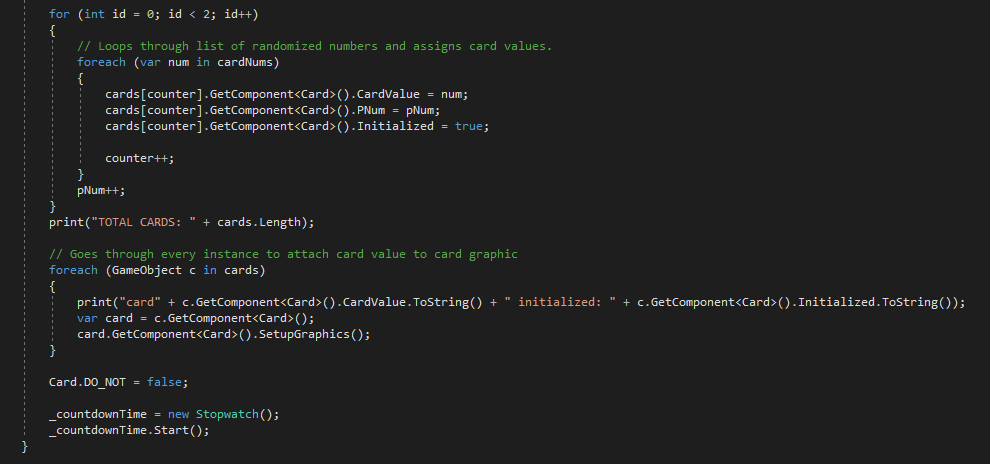 for (int id = 0; id < 2; id++)
{
// Loops through list of randomized numbers and assigns card values.
foreach (var num in cardNums)
{
cards[counter].GetComponent<Card>().CardValue = num;
cards[counter].GetComponent<Card>().PNum = pNum;
cards[counter].GetComponent<Card>().Initialized = true;
counter++;
}
pNum++;
}
print("TOTAL CARDS: " + cards.Length);
// Goes through every instance to attach card value to card graphic
foreach (GameObject c in cards)
{
print("card" + c.GetComponent<Card>().CardValue.ToString() + " initialized: " + c.GetComponent<Card>().Initialized.ToString());
var card = c.GetComponent<Card>();
card.GetComponent<Card>().SetupGraphics();
}
Card.DO_NOT = false;
_countdownTime = new Stopwatch();
_countdownTime.Start();
}